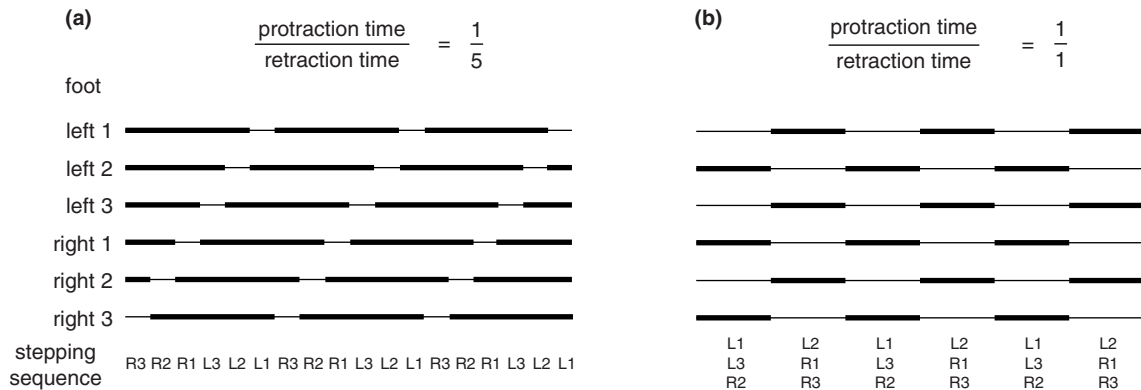 (a)
protraction time
retraction time
=
1
5
foot
left 1
left 2
left 3
right 1
right 2
right 3
stepping
sequence
R3 R2 R1 L3 L2 L1 R3 R2 R1 L3 L2 L1 R3 R2 R1 L3 L2 L1
(b)
protraction time
retraction time
=
1
1
L1 L2 L1 L2 L1 L2
L3 R1 L3 R1 L3 R1
R2 R3 R2 R3 R2 R3